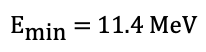 E_min = 11.4 MeV